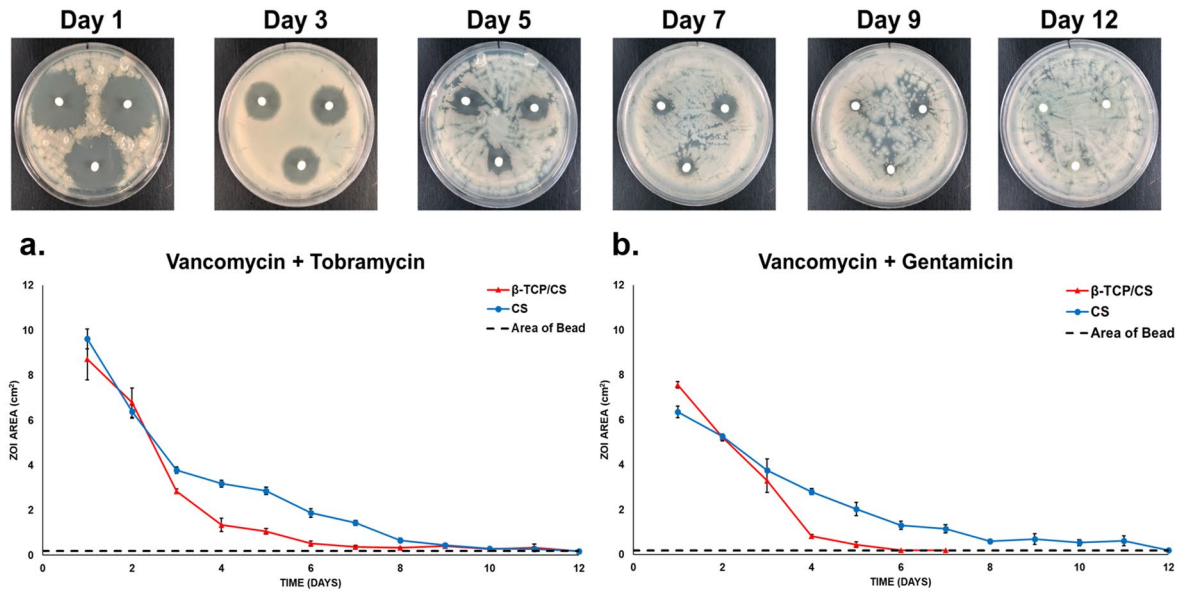 Day 1 Day 3 Day 5 Day 7 Day 9 Day 12
a.
Vancomycin + Tobramycin
β-TCP/CS
CS
Area of Bead
ZOI AREA (cm²)
12
10
8
6
4
2
0
0 2 4 6 8 10 12
TIME (DAYS)
b.
Vancomycin + Gentamicin
β-TCP/CS
CS
Area of Bead
ZOI AREA (cm²)
12
10
8
6
4
2
0
0 2 4 6 8 10 12
TIME (DAYS)